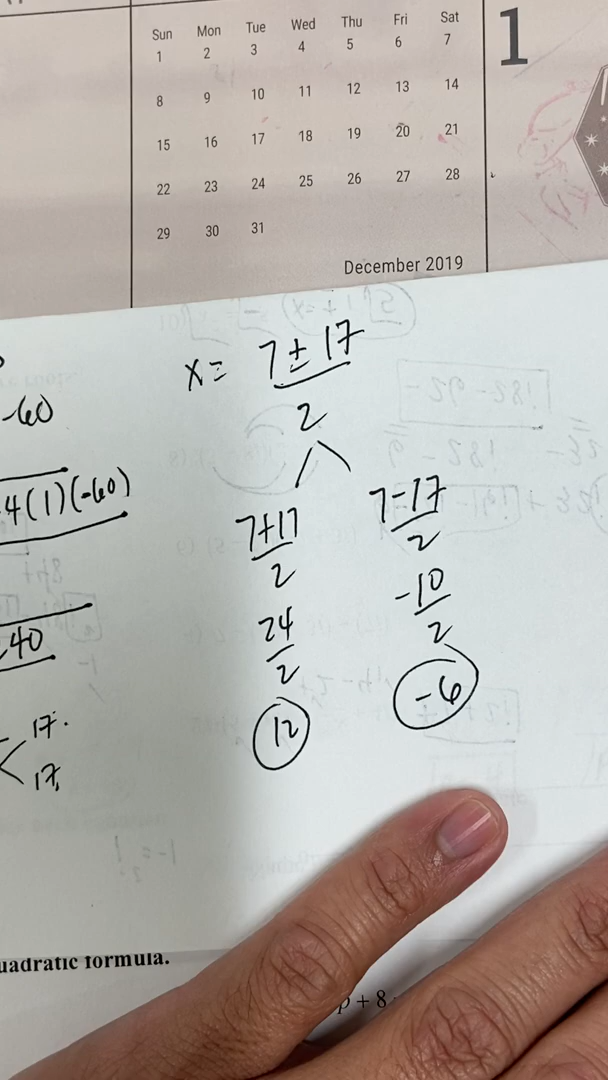 Sun Mon Tue Wed Thu Fri Sat
1 2 3 4 5 6 7
8 9 10 11 12 13 14
15 16 17 18 19 20 21
22 23 24 25 26 27 28
29 30 31
December 2019
1
x = 7 ± 17
2
-60
4(1)(-60)
40
17.
17.
7+17
2
24
2
12
7-17
2
-10
2
-6
uadratic formula.
p + 8